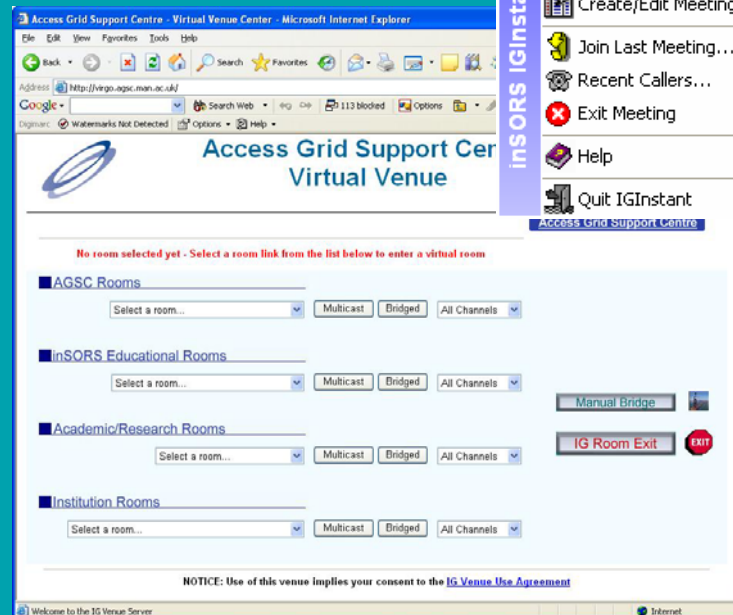 Access Grid Support Centre - Virtual Venue Center - Microsoft Internet Explorer
File Edit View Favorites Tools Help
Back Search Favorites
Address http://virgo.agsc.man.ac.uk/
Google Search Web 113 blocked Options
Digimarc Watermarks Not Detected Options Help
Access Grid Support Cen
Virtual Venue
inSORS IGInsta
Create/Edit Meeting
Join Last Meeting...
Recent Callers...
Exit Meeting
Help
Quit IGInstant
Access Grid Support Centre
No room selected yet - Select a room link from the list below to enter a virtual room
AGSC Rooms
Select a room... Multicast Bridged All Channels
inSORS Educational Rooms
Select a room... Multicast Bridged All Channels
Manual Bridge
Academic/Research Rooms
IG Room Exit EXIT
Select a room... Multicast Bridged All Channels
Institution Rooms
Select a room... Multicast Bridged All Channels
NOTICE: Use of this venue implies your consent to the IG Venue Use Agreement
Welcome to the IG Venue Server Internet